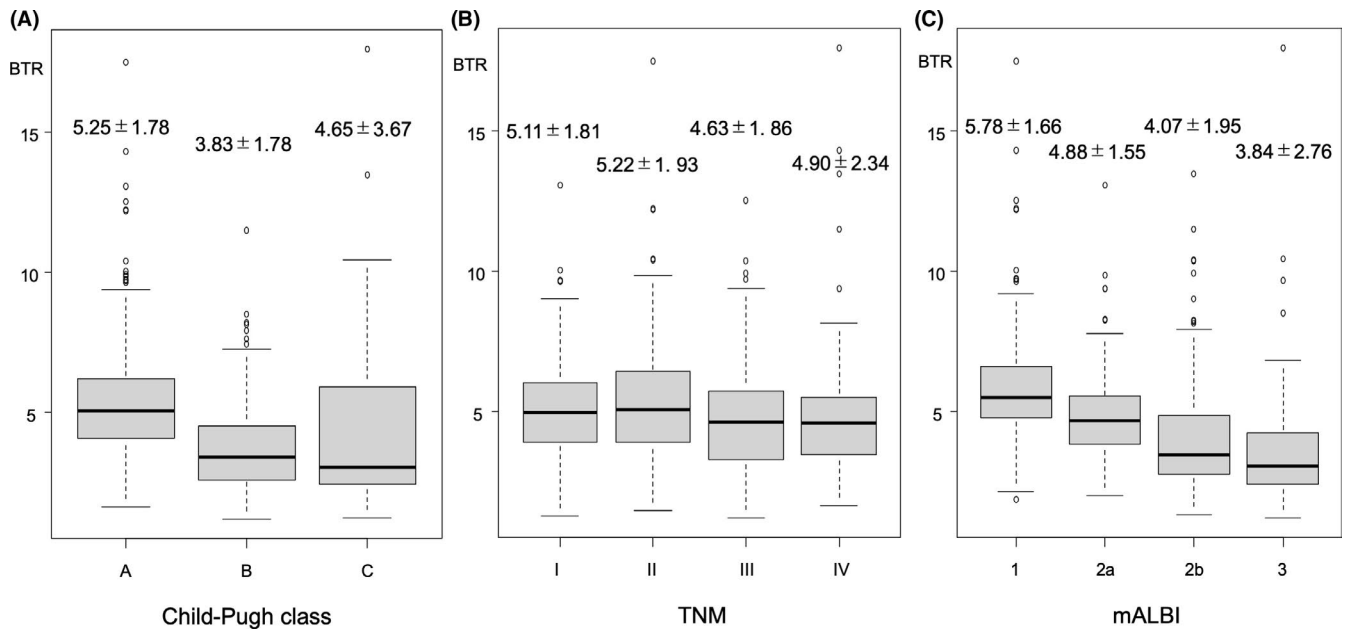 (A)
BTR
15
10
5
5.25 ± 1.78
3.83 ± 1.78
4.65 ± 3.67
A B C
Child-Pugh class
(B)
BTR
15
10
5
5.11 ± 1.81
5.22 ± 1. 93
4.63 ± 1. 86
4.90 ± 2.34
I II III IV
TNM
(C)
BTR
15
10
5
5.78 ± 1.66
4.88 ± 1.55
4.07 ± 1.95
3.84 ± 2.76
1 2a 2b 3
mALBI